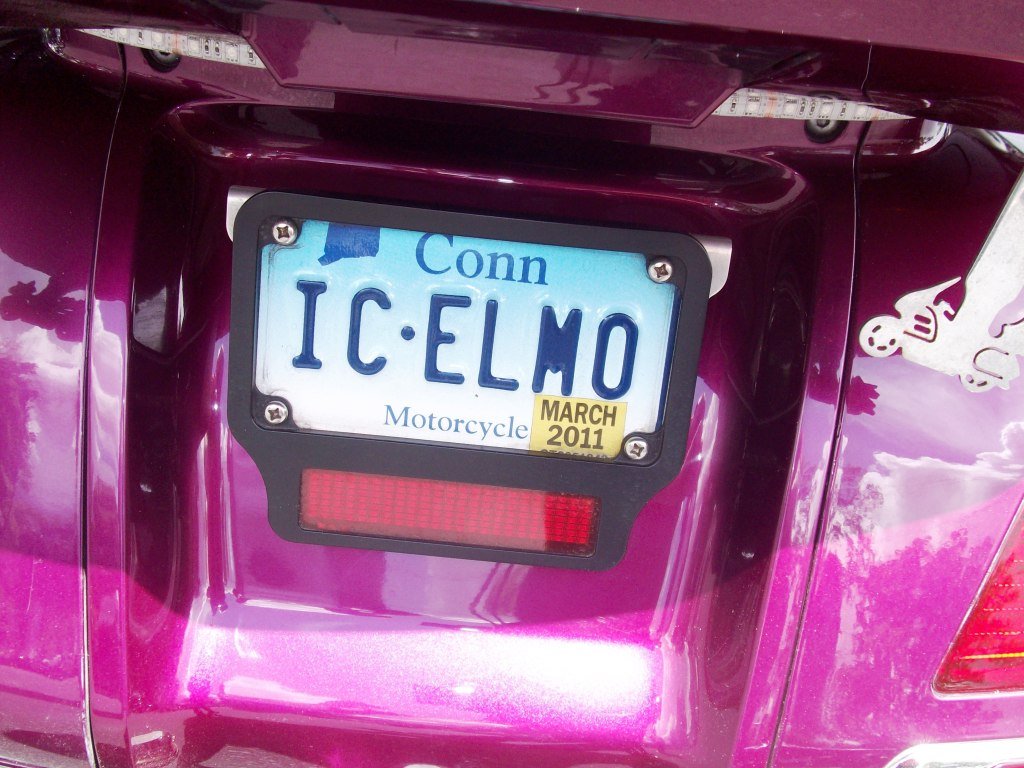 Conn
IC·ELMO
Motorcycle
MARCH
2011